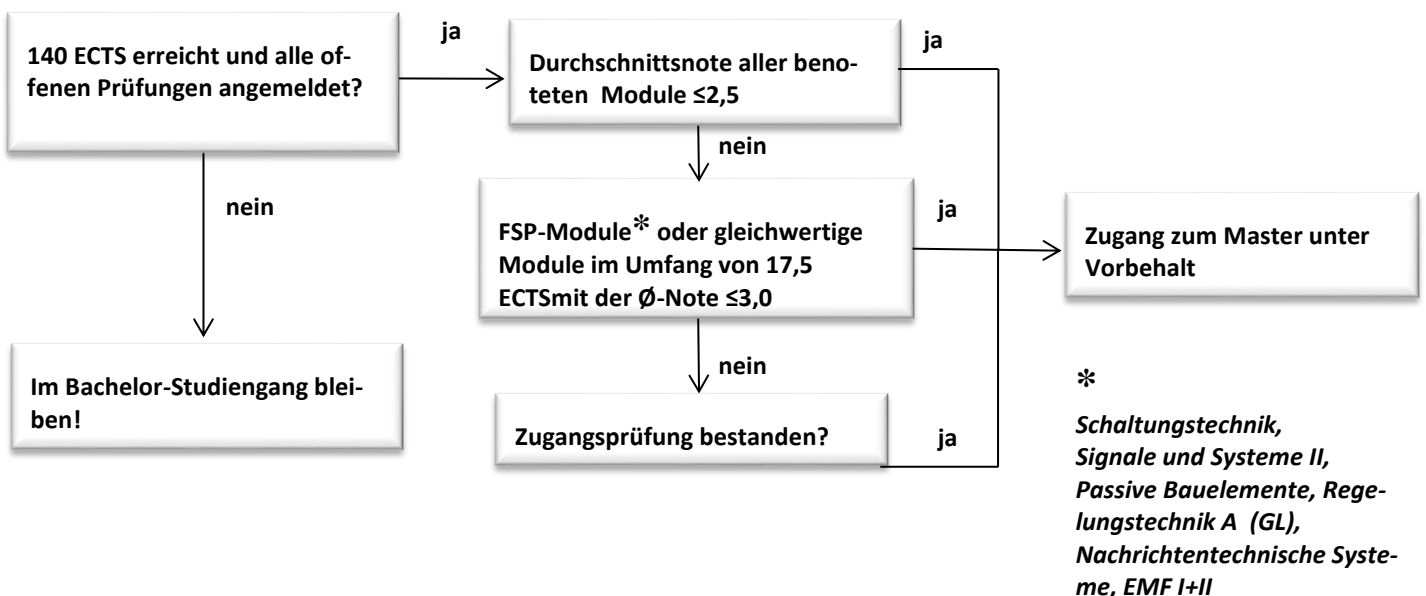 140 ECTS erreicht und alle of-
fenen Prüfungen angemeldet?
ja
Durchschnittsnote aller beno-
teten Module ≤2,5
ja
nein
nein
FSP-Module* oder gleichwertige
Module im Umfang von 17,5
ECTSmit der Ø-Note ≤3,0
ja
Zugang zum Master unter
Vorbehalt
nein
Im Bachelor-Studiengang blei-
ben!
Zugangsprüfung bestanden?
ja
*
Schaltungstechnik,
Signale und Systeme II,
Passive Bauelemente, Rege-
lungstechnik A (GL),
Nachrichtentechnische Syste-
me, EMF I+II